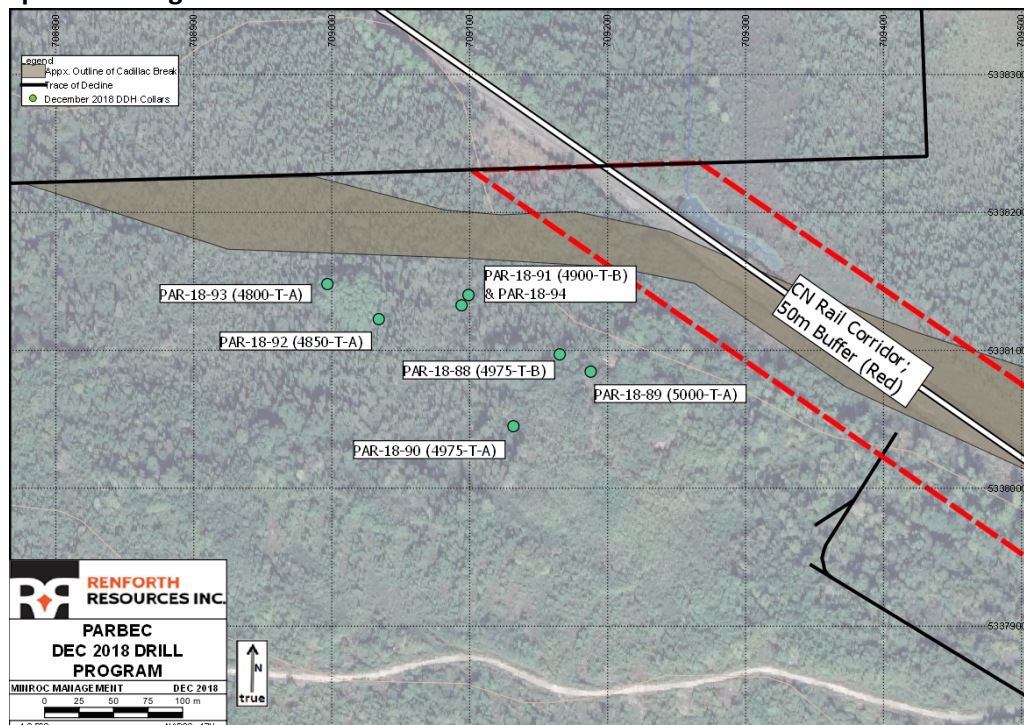 708800
708900
709000
709100
709200
709300
709400
709500
Legend
Appx. Outline of Cadillac Break
Trace of Decline
December 2018 DDH Collars
5338300
5338200
PAR-18-91 (4900-T-B)
& PAR-18-94
PAR-18-93 (4800-T-A)
PAR-18-92 (4850-T-A)
CN Rail Corridor;
50m Buffer (Red)
5338100
PAR-18-88 (4975-T-B)
PAR-18-89 (5000-T-A)
PAR-18-90 (4975-T-A)
5338000
5337900
RENFORTH
RESOURCES INC.
PARBEC
DEC 2018 DRILL
PROGRAM
MINROC MANAGEMENT DEC 2018
0 25 50 75 100 m
N
true